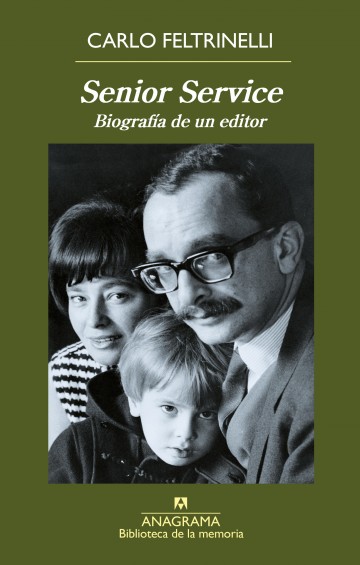 CARLO FELTRINELLI
Senior Service
Biografía de un editor
ANAGRAMA
Biblioteca de la memoria